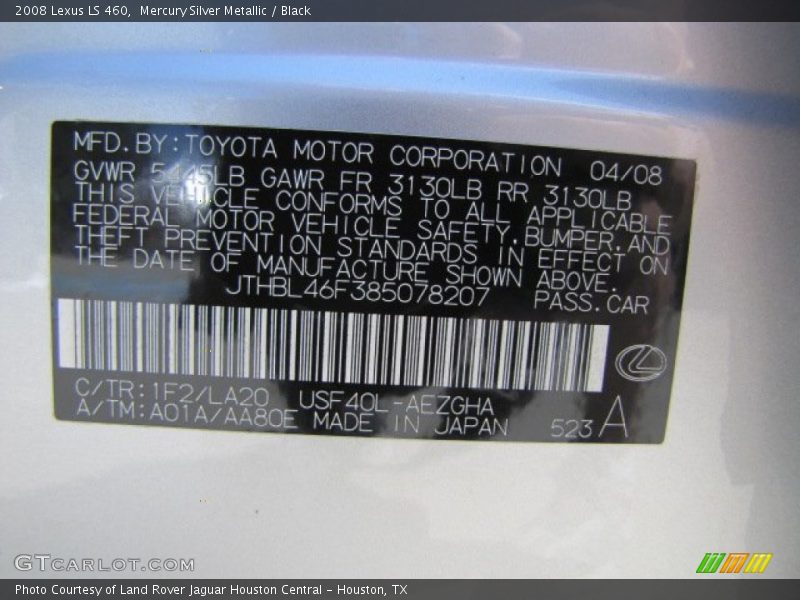 2008 Lexus LS 460,  Mercury Silver Metallic / Black
MFD. BY: TOYOTA MOTOR CORPORATION 04/08
GVWR 5445LB GAWR FR 3130LB RR 3130LB
THIS VEHICLE CONFORMS TO ALL APPLICABLE
FEDERAL MOTOR VEHICLE SAFETY, BUMPER, AND
THEFT PREVENTION STANDARDS IN EFFECT ON
THE DATE OF MANUFACTURE SHOWN ABOVE.
JTHBL46F385078207 PASS. CAR
C/TR: 1F2/LA20 USF40L-AEZGHA
A/TM: A01A/AA80E MADE IN JAPAN 523 A
GTCARLOT.COM
Photo Courtesy of Land Rover Jaguar Houston Central - Houston, TX